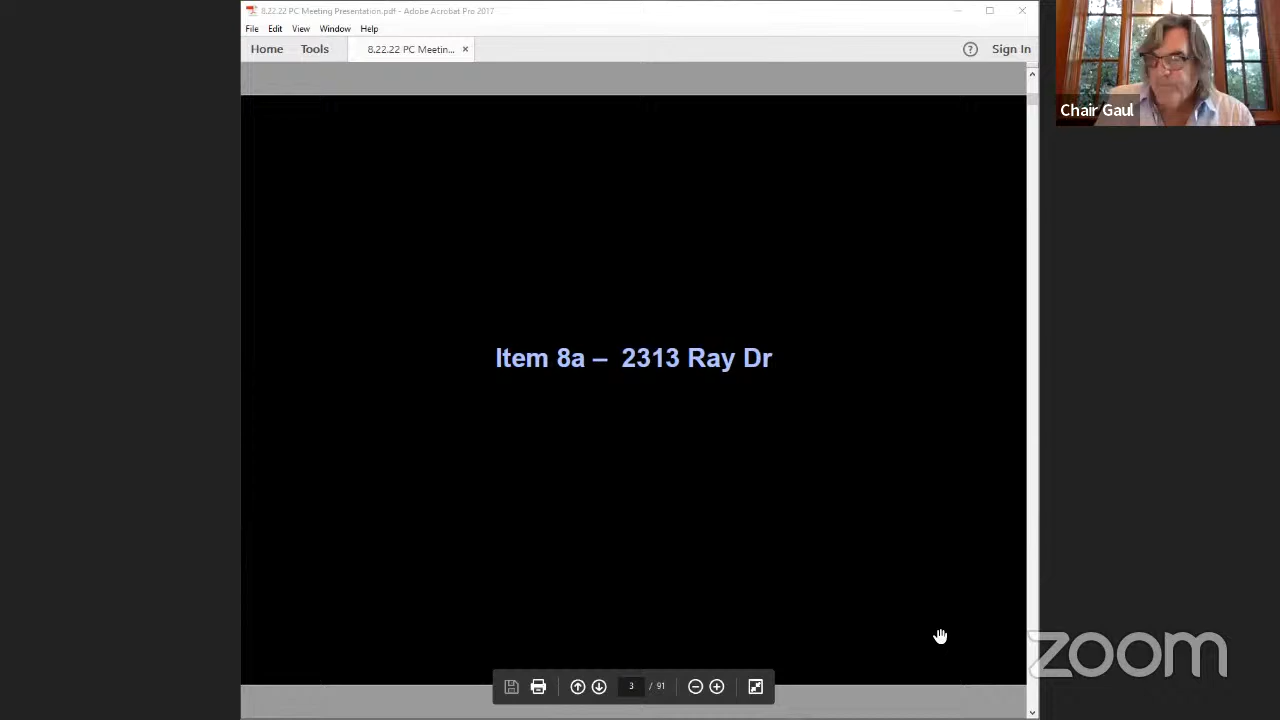 8.22.22 PC Meeting Presentation.pdf - Adobe Acrobat Pro 2017
File Edit View Window Help
Home Tools 8.22.22 PC Meetin... × ? Sign In
Chair Gaul
Item 8a – 2313 Ray Dr
3 / 91
zoom